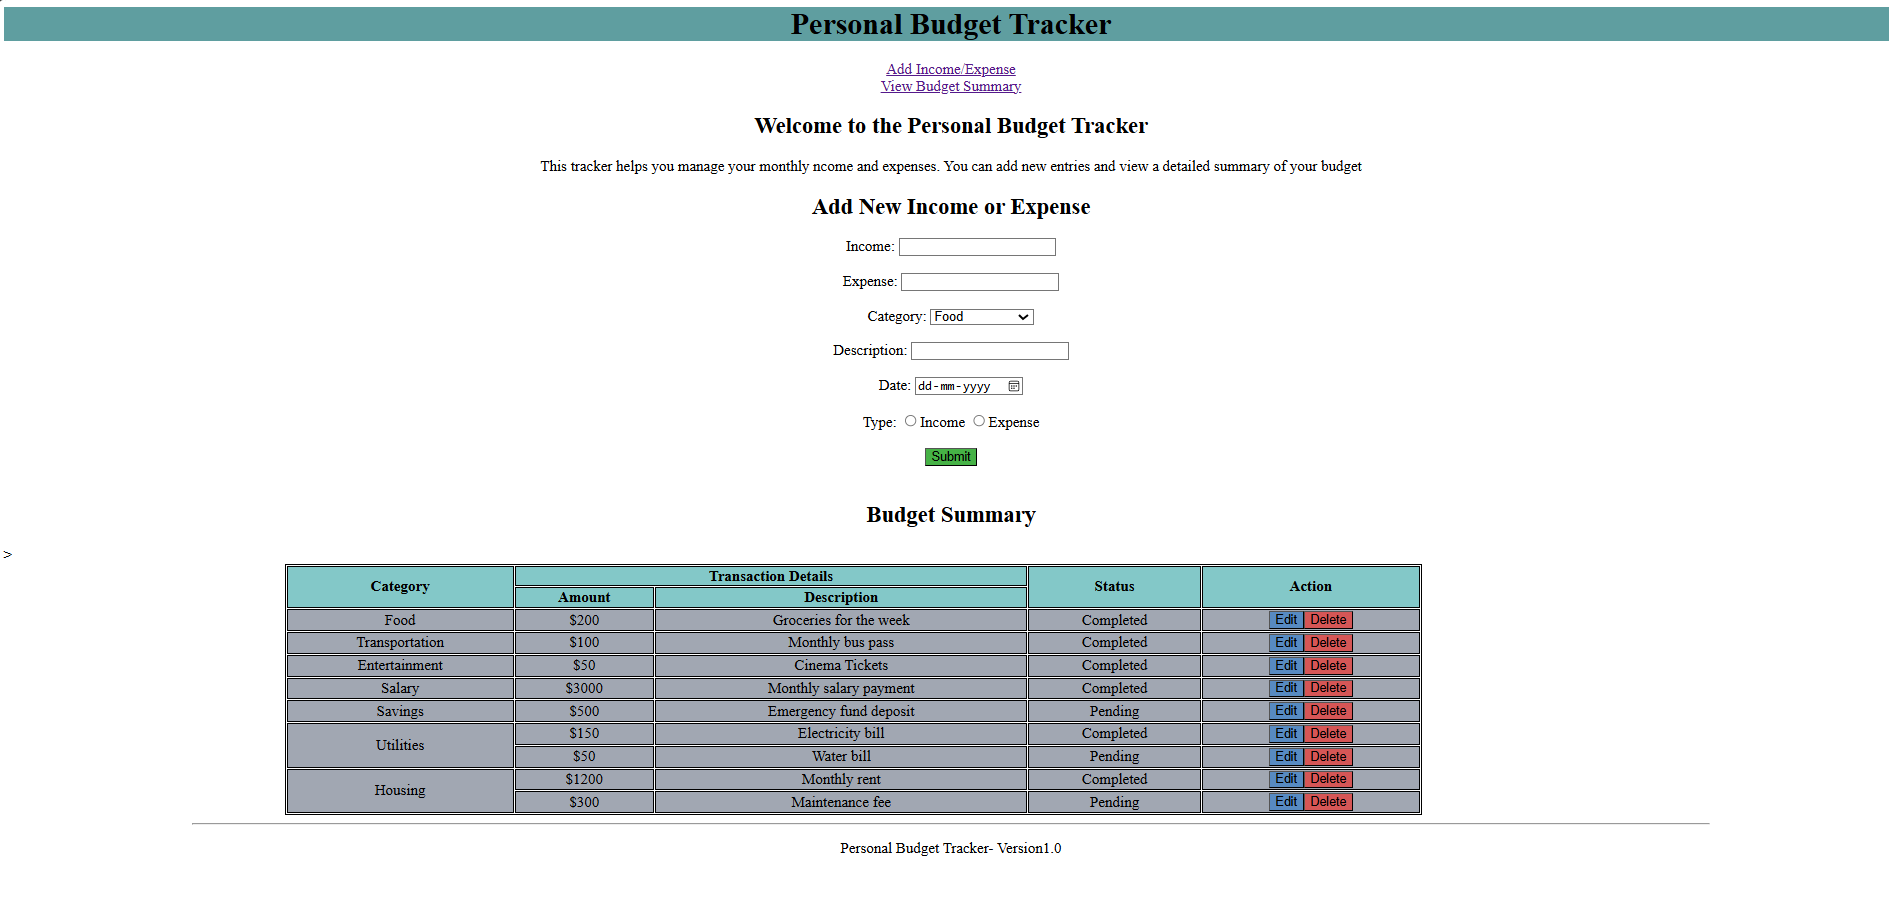 Personal Budget Tracker
Add Income/Expense
View Budget Summary
Welcome to the Personal Budget Tracker
This tracker helps you manage your monthly ncome and expenses. You can add new entries and view a detailed summary of your budget
Add New Income or Expense
Income:
Expense:
Category: Food
Description:
Date: dd-mm-yyyy
Type: Income Expense
Submit
Budget Summary
>
Category Transaction Details Status Action
Amount Description
Food $200 Groceries for the week Completed Edit Delete
Transportation $100 Monthly bus pass Completed Edit Delete
Entertainment $50 Cinema Tickets Completed Edit Delete
Salary $3000 Monthly salary payment Completed Edit Delete
Savings $500 Emergency fund deposit Pending Edit Delete
Utilities $150 Electricity bill Completed Edit Delete
$50 Water bill Pending Edit Delete
Housing $1200 Monthly rent Completed Edit Delete
$300 Maintenance fee Pending Edit Delete
Personal Budget Tracker- Version1.0